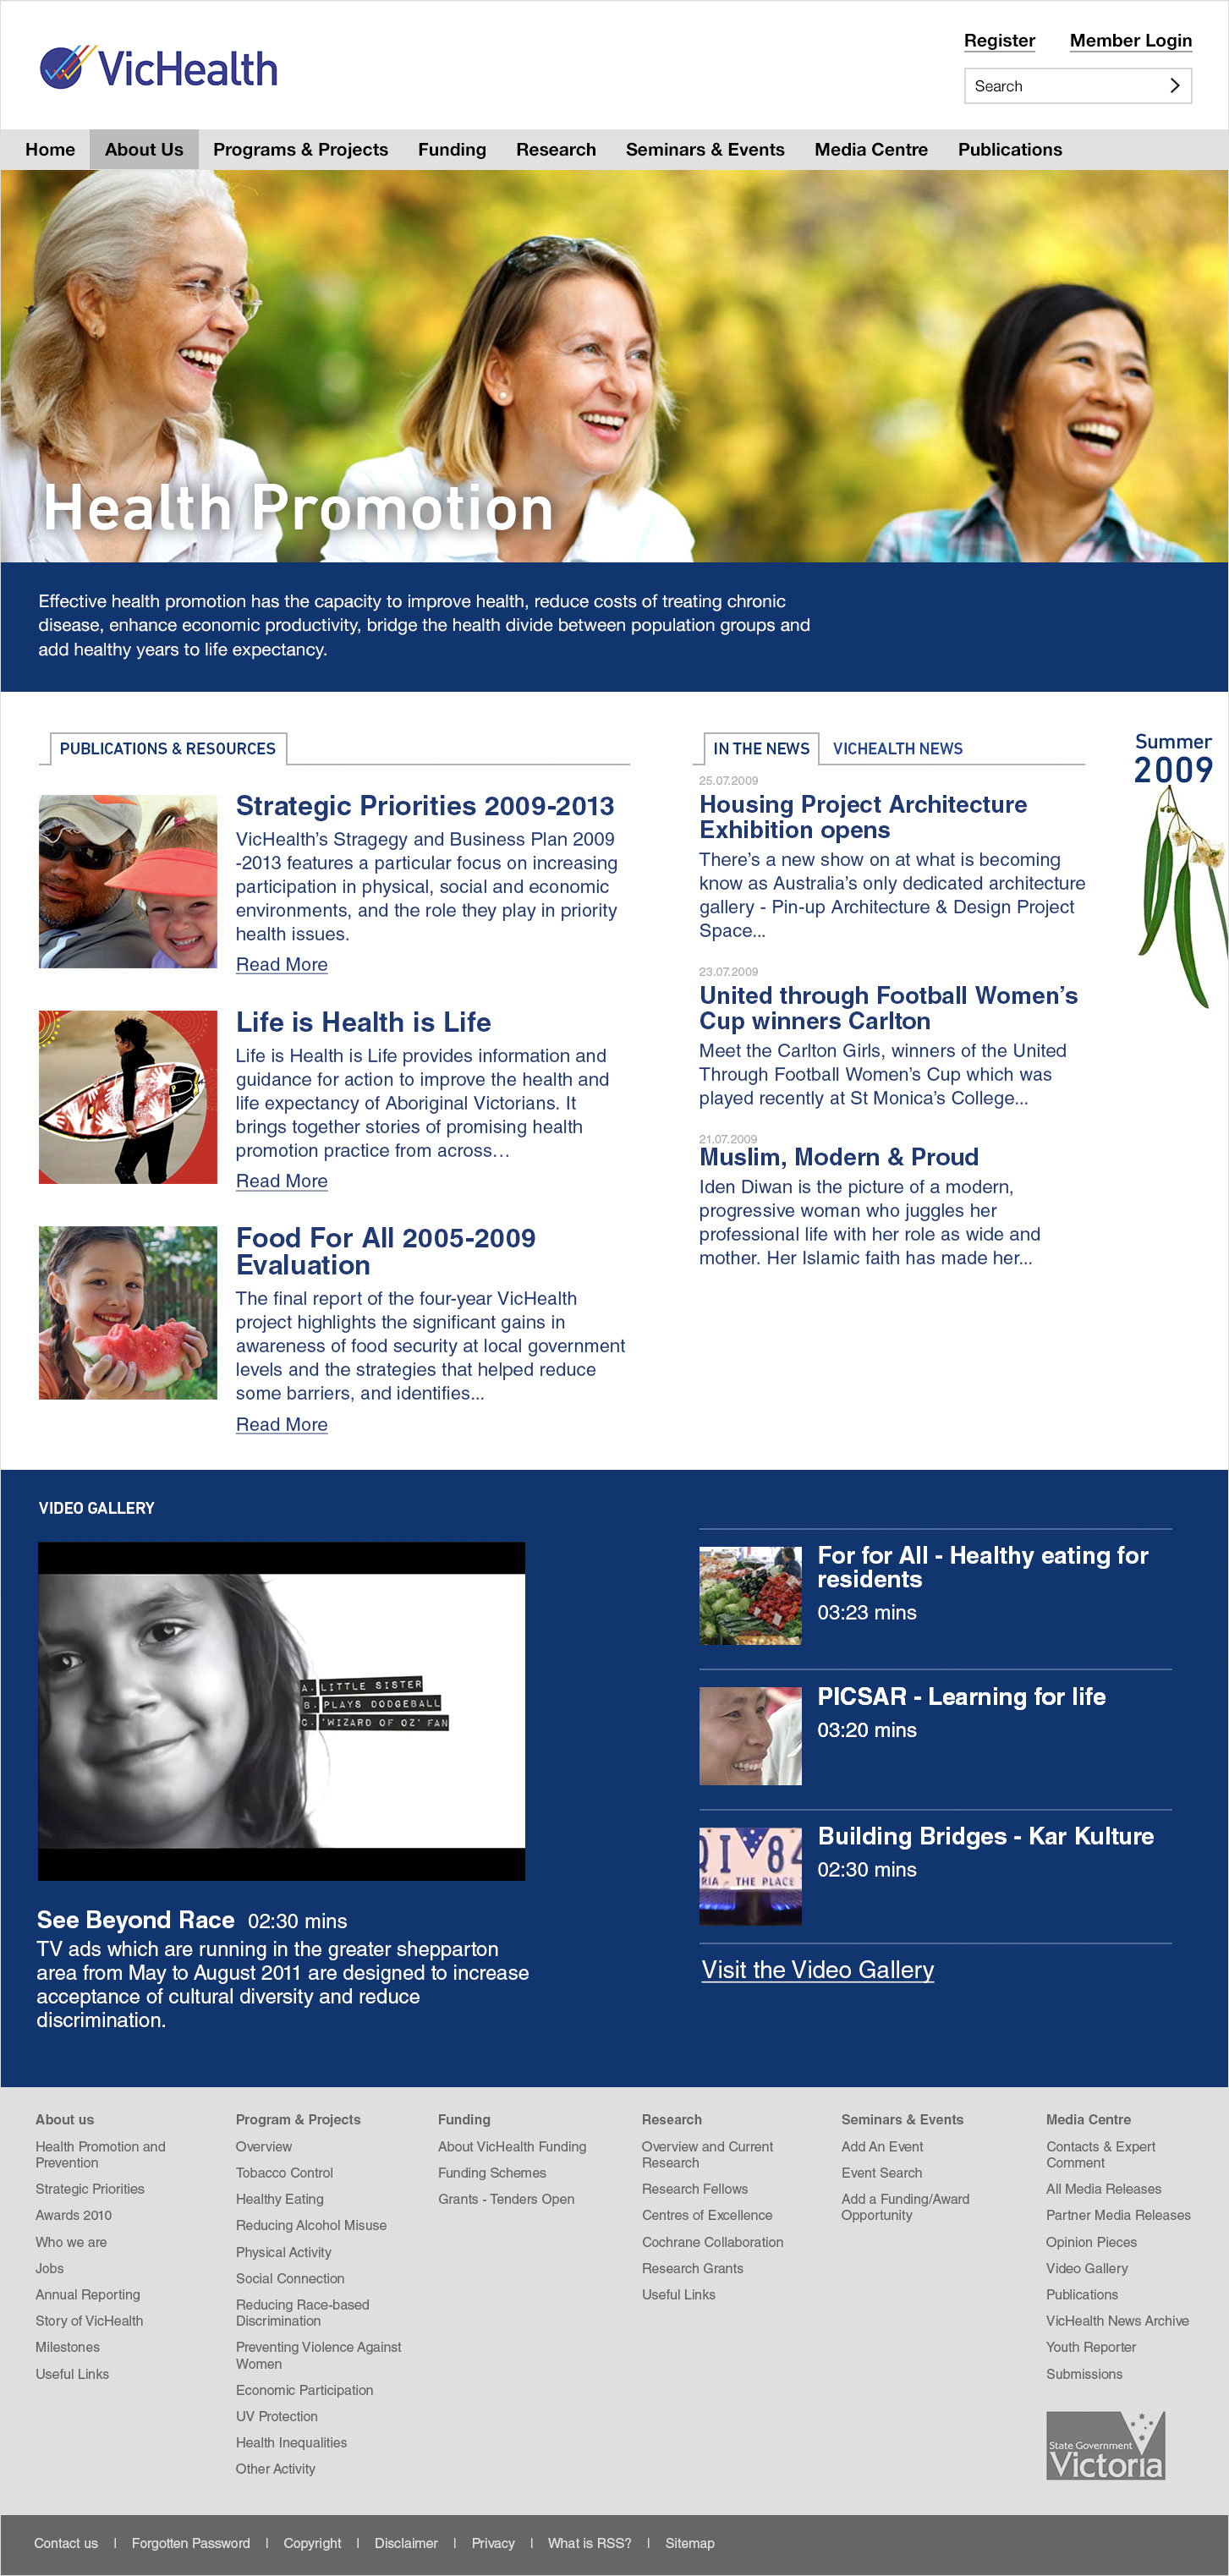 VicHealth
Register
Member Login
Search
Home
About Us
Programs & Projects
Funding
Research
Seminars & Events
Media Centre
Publications
Health Promotion
Effective health promotion has the capacity to improve health, reduce costs of treating chronic
disease, enhance economic productivity, bridge the health divide between population groups and
add healthy years to life expectancy.
PUBLICATIONS & RESOURCES
Strategic Priorities 2009-2013
VicHealth’s Stragegy and Business Plan 2009
-2013 features a particular focus on increasing
participation in physical, social and economic
environments, and the role they play in priority
health issues.
Read More
Life is Health is Life
Life is Health is Life provides information and
guidance for action to improve the health and
life expectancy of Aboriginal Victorians. It
brings together stories of promising health
promotion practice from across…
Read More
Food For All 2005-2009
Evaluation
The final report of the four-year VicHealth
project highlights the significant gains in
awareness of food security at local government
levels and the strategies that helped reduce
some barriers, and identifies...
Read More
IN THE NEWS
VICHEALTH NEWS
25.07.2009
Housing Project Architecture
Exhibition opens
There’s a new show on at what is becoming
know as Australia’s only dedicated architecture
gallery - Pin-up Architecture & Design Project
Space...
23.07.2009
United through Football Women’s
Cup winners Carlton
Meet the Carlton Girls, winners of the United
Through Football Women’s Cup which was
played recently at St Monica’s College...
21.07.2009
Muslim, Modern & Proud
Iden Diwan is the picture of a modern,
progressive woman who juggles her
professional life with her role as wide and
mother. Her Islamic faith has made her...
Summer
2009
VIDEO GALLERY
A. LITTLE SISTER
B. PLAYS DODGEBALL
C. ‘WIZARD OF OZ’ FAN
See Beyond Race 02:30 mins
TV ads which are running in the greater shepparton
area from May to August 2011 are designed to increase
acceptance of cultural diversity and reduce
discrimination.
For for All - Healthy eating for
residents
03:23 mins
PICSAR - Learning for life
03:20 mins
QI 84
RIA - THE PLACE
Building Bridges - Kar Kulture
02:30 mins
Visit the Video Gallery
About us
Health Promotion and
Prevention
Strategic Priorities
Awards 2010
Who we are
Jobs
Annual Reporting
Story of VicHealth
Milestones
Useful Links
Program & Projects
Overview
Tobacco Control
Healthy Eating
Reducing Alcohol Misuse
Physical Activity
Social Connection
Reducing Race-based
Discrimination
Preventing Violence Against
Women
Economic Participation
UV Protection
Health Inequalities
Other Activity
Funding
About VicHealth Funding
Funding Schemes
Grants - Tenders Open
Research
Overview and Current
Research
Research Fellows
Centres of Excellence
Cochrane Collaboration
Research Grants
Useful Links
Seminars & Events
Add An Event
Event Search
Add a Funding/Award
Opportunity
Media Centre
Contacts & Expert
Comment
All Media Releases
Partner Media Releases
Opinion Pieces
Video Gallery
Publications
VicHealth News Archive
Youth Reporter
Submissions
State Government
Victoria
Contact us | Forgotten Password | Copyright | Disclaimer | Privacy | What is RSS? | Sitemap